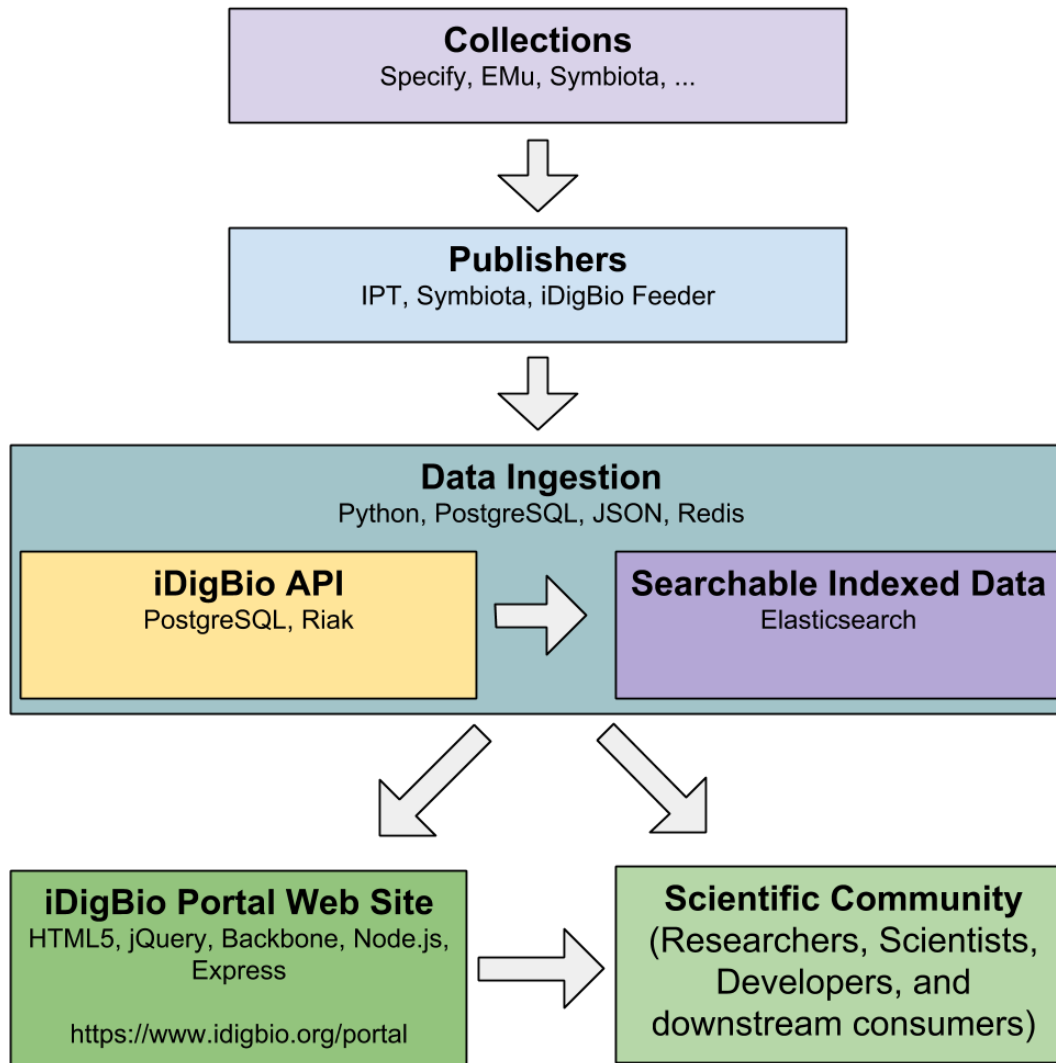 Collections
Specify, EMu, Symbiota, ...
Publishers
IPT, Symbiota, iDigBio Feeder
Data Ingestion
Python, PostgreSQL, JSON, Redis
iDigBio API
PostgreSQL, Riak
Searchable Indexed Data
Elasticsearch
iDigBio Portal Web Site
HTML5, jQuery, Backbone, Node.js,
Express
https://www.idigbio.org/portal
Scientific Community
(Researchers, Scientists,
Developers, and
downstream consumers)